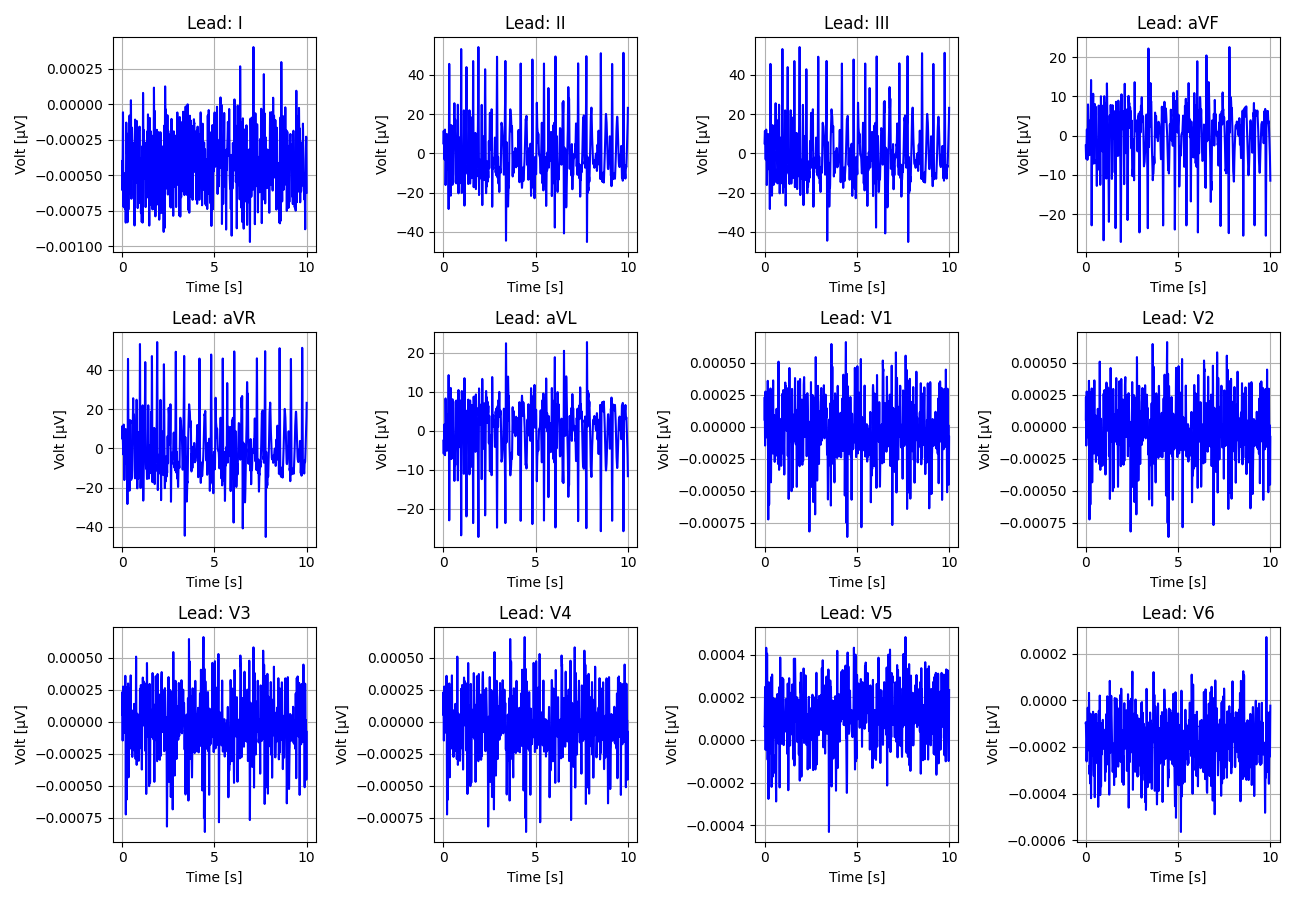 Lead: I
Volt [µV]
0.00025
0.00000
−0.00025
−0.00050
−0.00075
−0.00100
0 5 10
Time [s]
Lead: II
Volt [µV]
40
20
0
−20
−40
0 5 10
Time [s]
Lead: III
Volt [µV]
40
20
0
−20
−40
0 5 10
Time [s]
Lead: aVF
Volt [µV]
20
10
0
−10
−20
0 5 10
Time [s]
Lead: aVR
Volt [µV]
40
20
0
−20
−40
0 5 10
Time [s]
Lead: aVL
Volt [µV]
20
10
0
−10
−20
0 5 10
Time [s]
Lead: V1
Volt [µV]
0.00050
0.00025
0.00000
−0.00025
−0.00050
−0.00075
0 5 10
Time [s]
Lead: V2
Volt [µV]
0.00050
0.00025
0.00000
−0.00025
−0.00050
−0.00075
0 5 10
Time [s]
Lead: V3
Volt [µV]
0.00050
0.00025
0.00000
−0.00025
−0.00050
−0.00075
0 5 10
Time [s]
Lead: V4
Volt [µV]
0.00050
0.00025
0.00000
−0.00025
−0.00050
−0.00075
0 5 10
Time [s]
Lead: V5
Volt [µV]
0.0004
0.0002
0.0000
−0.0002
−0.0004
0 5 10
Time [s]
Lead: V6
Volt [µV]
0.0002
0.0000
−0.0002
−0.0004
−0.0006
0 5 10
Time [s]